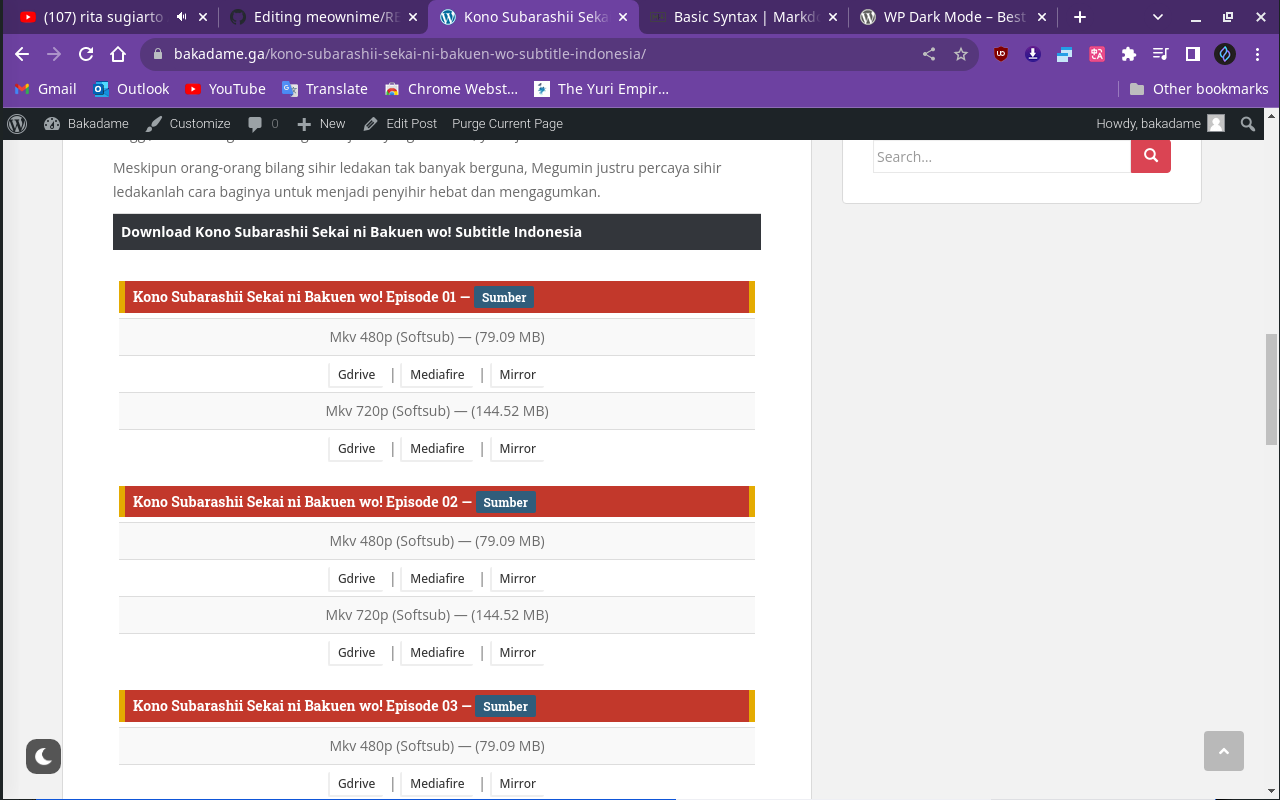 (107) rita sugiarto
Editing meownime/RE
Kono Subarashii Seka
Basic Syntax | Markdo
WP Dark Mode – Best
bakadame.ga/kono-subarashii-sekai-ni-bakuen-wo-subtitle-indonesia/
Gmail
Outlook
YouTube
Translate
Chrome Webst...
The Yuri Empir...
Other bookmarks
Bakadame
Customize
0
New
Edit Post
Purge Current Page
Howdy, bakadame
Meskipun orang-orang bilang sihir ledakan tak banyak berguna, Megumin justru percaya sihir
ledakanlah cara baginya untuk menjadi penyihir hebat dan mengagumkan.
Search...
Download Kono Subarashii Sekai ni Bakuen wo! Subtitle Indonesia
Kono Subarashii Sekai ni Bakuen wo! Episode 01 — Sumber
Mkv 480p (Softsub) — (79.09 MB)
Gdrive | Mediafire | Mirror
Mkv 720p (Softsub) — (144.52 MB)
Gdrive | Mediafire | Mirror
Kono Subarashii Sekai ni Bakuen wo! Episode 02 — Sumber
Mkv 480p (Softsub) — (79.09 MB)
Gdrive | Mediafire | Mirror
Mkv 720p (Softsub) — (144.52 MB)
Gdrive | Mediafire | Mirror
Kono Subarashii Sekai ni Bakuen wo! Episode 03 — Sumber
Mkv 480p (Softsub) — (79.09 MB)
Gdrive | Mediafire | Mirror